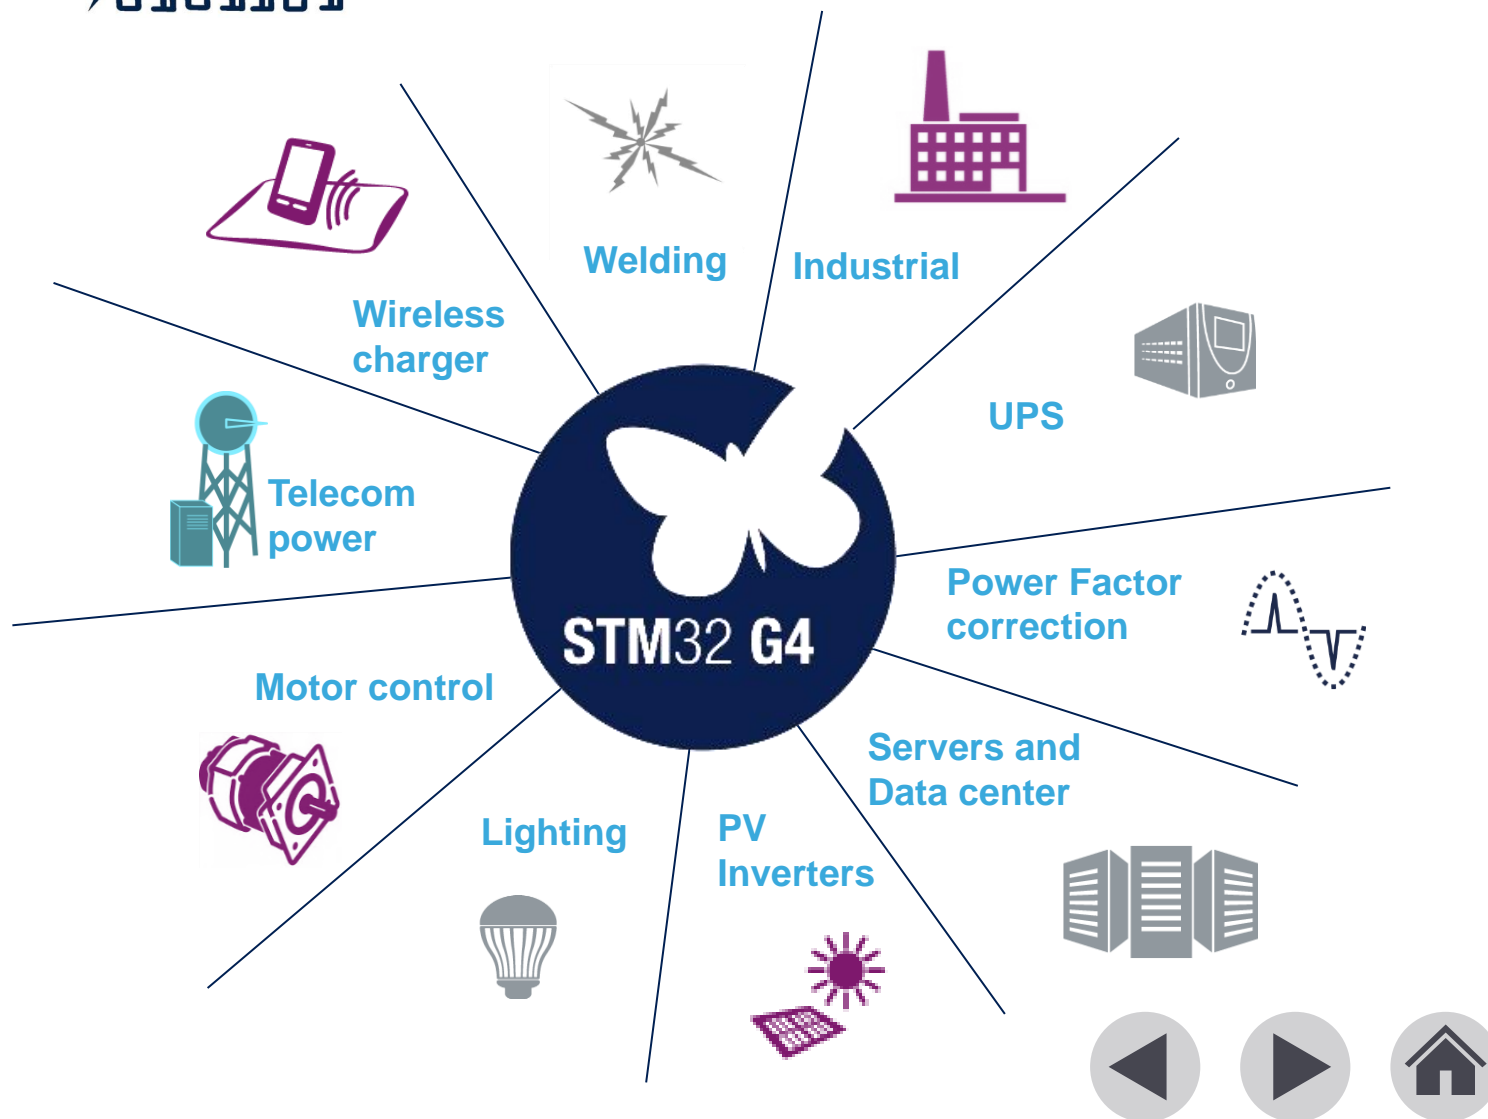 Welding
Industrial
Wireless
charger
UPS
Telecom
power
Power Factor
correction
STM32 G4
Motor control
Servers and
Data center
Lighting
PV
Inverters